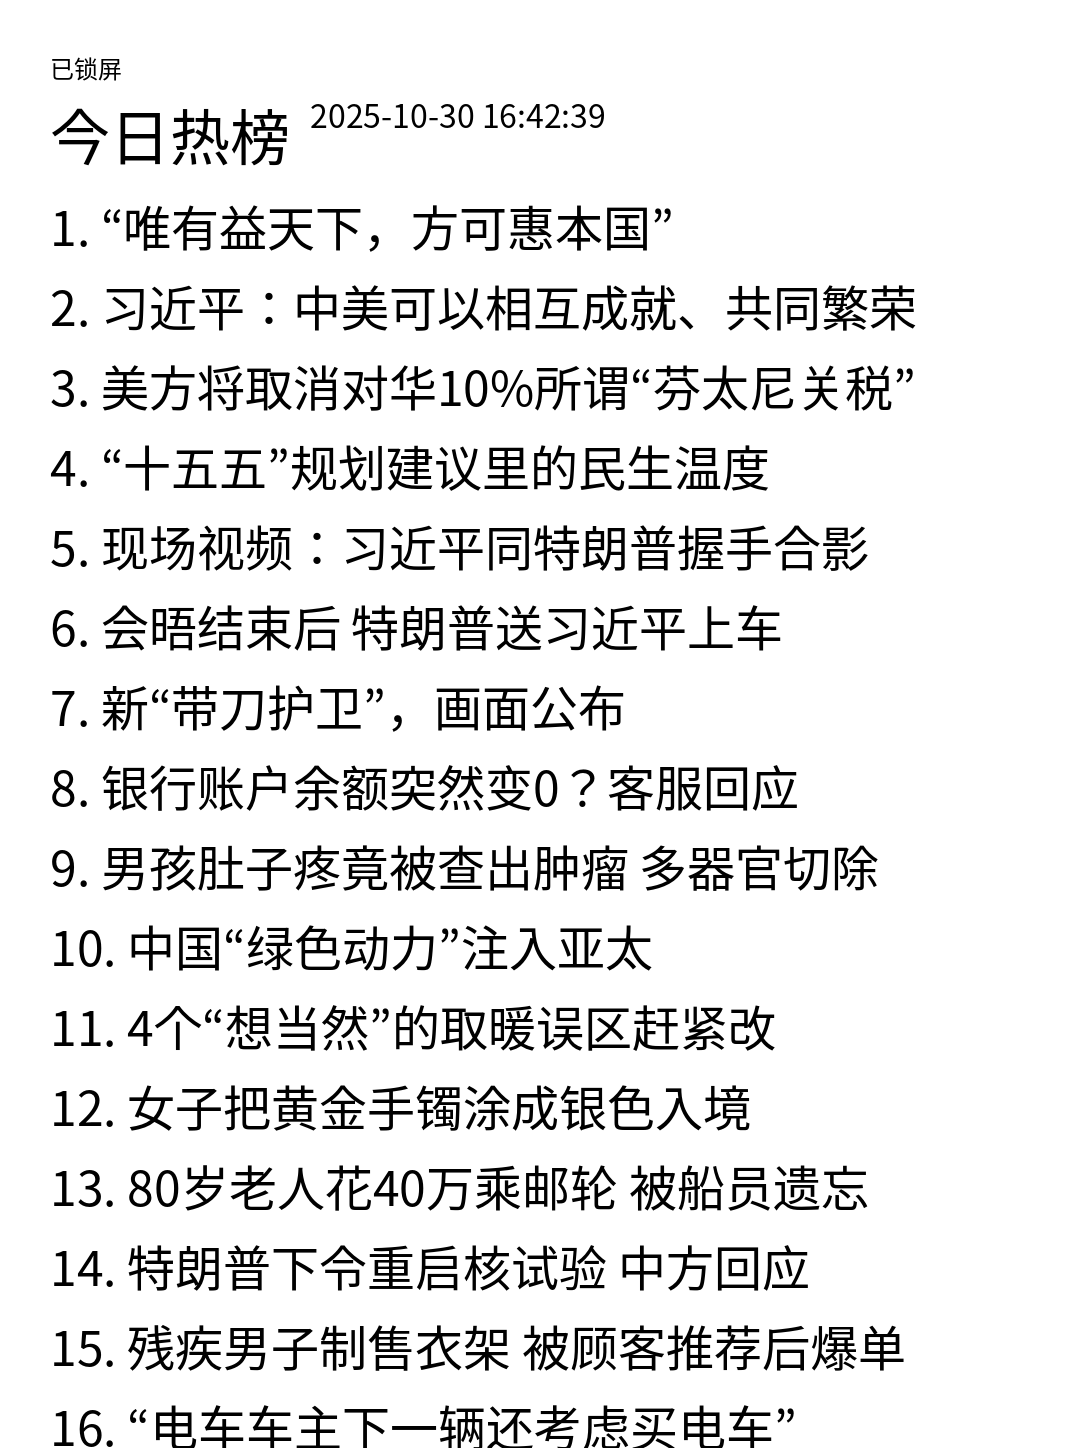 已锁屏
今日热榜 2025-10-30 16:42:39
1. “唯有益天下，方可惠本国”
2. 习近平：中美可以相互成就、共同繁荣
3. 美方将取消对华10%所谓“芬太尼关税”
4. “十五五”规划建议里的民生温度
5. 现场视频：习近平同特朗普握手合影
6. 会晤结束后 特朗普送习近平上车
7. 新“带刀护卫”，画面公布
8. 银行账户余额突然变0？客服回应
9. 男孩肚子疼竟被查出肿瘤 多器官切除
10. 中国“绿色动力”注入亚太
11. 4个“想当然”的取暖误区赶紧改
12. 女子把黄金手镯涂成银色入境
13. 80岁老人花40万乘邮轮 被船员遗忘
14. 特朗普下令重启核试验 中方回应
15. 残疾男子制售衣架 被顾客推荐后爆单
16. “电车车主下一辆还考虑买电车”